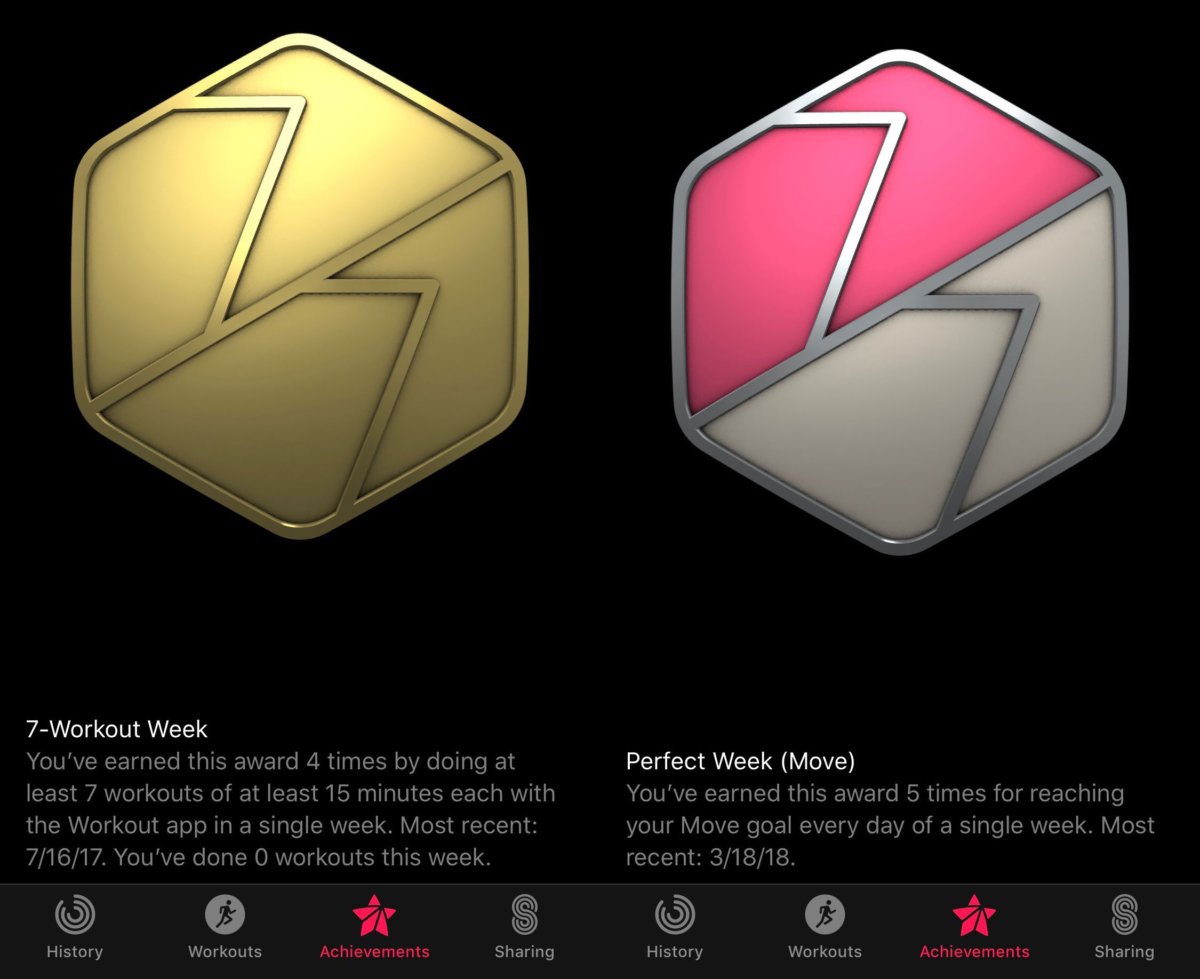 7-Workout Week
You’ve earned this award 4 times by doing at
least 7 workouts of at least 15 minutes each with
the Workout app in a single week. Most recent:
7/16/17. You’ve done 0 workouts this week.
History
Workouts
Achievements
Sharing
Perfect Week (Move)
You’ve earned this award 5 times for reaching
your Move goal every day of a single week. Most
recent: 3/18/18.
History
Workouts
Achievements
Sharing